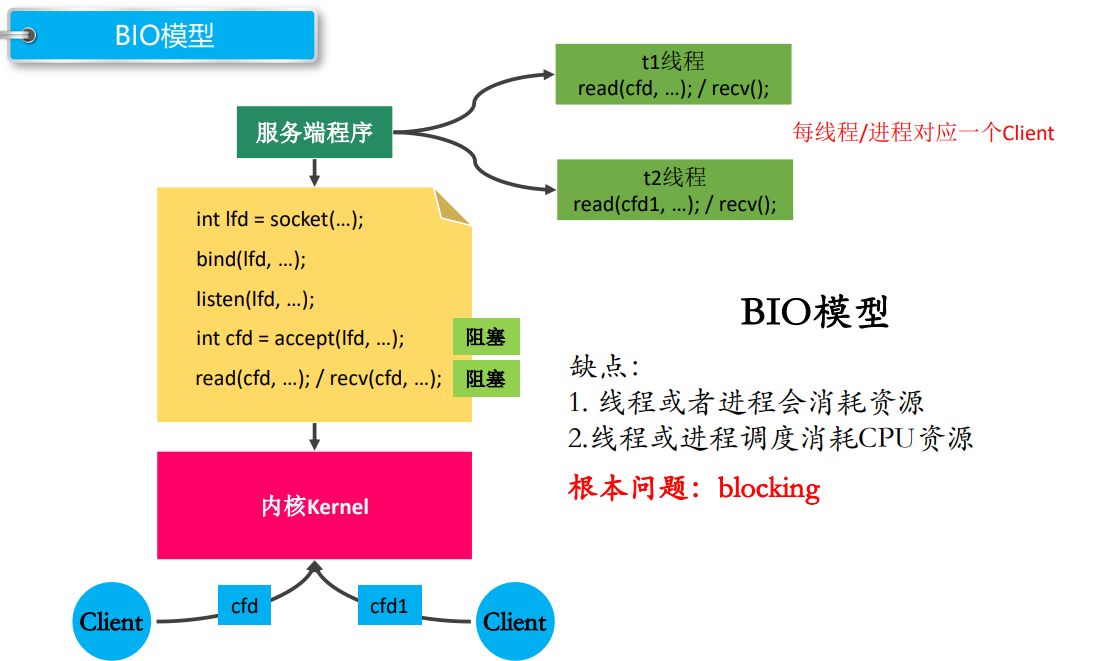 BIO模型
t1线程
read(cfd, …); / recv();
服务端程序
每线程/进程对应一个Client
t2线程
read(cfd1, …); / recv();
int lfd = socket(…);
bind(lfd, …);
listen(lfd, …);
int cfd = accept(lfd, …);
阻塞
read(cfd, …); / recv(cfd, …);
阻塞
BIO模型
缺点：
1. 线程或者进程会消耗资源
2.线程或进程调度消耗CPU资源
根本问题：blocking
内核Kernel
cfd
cfd1
Client
Client